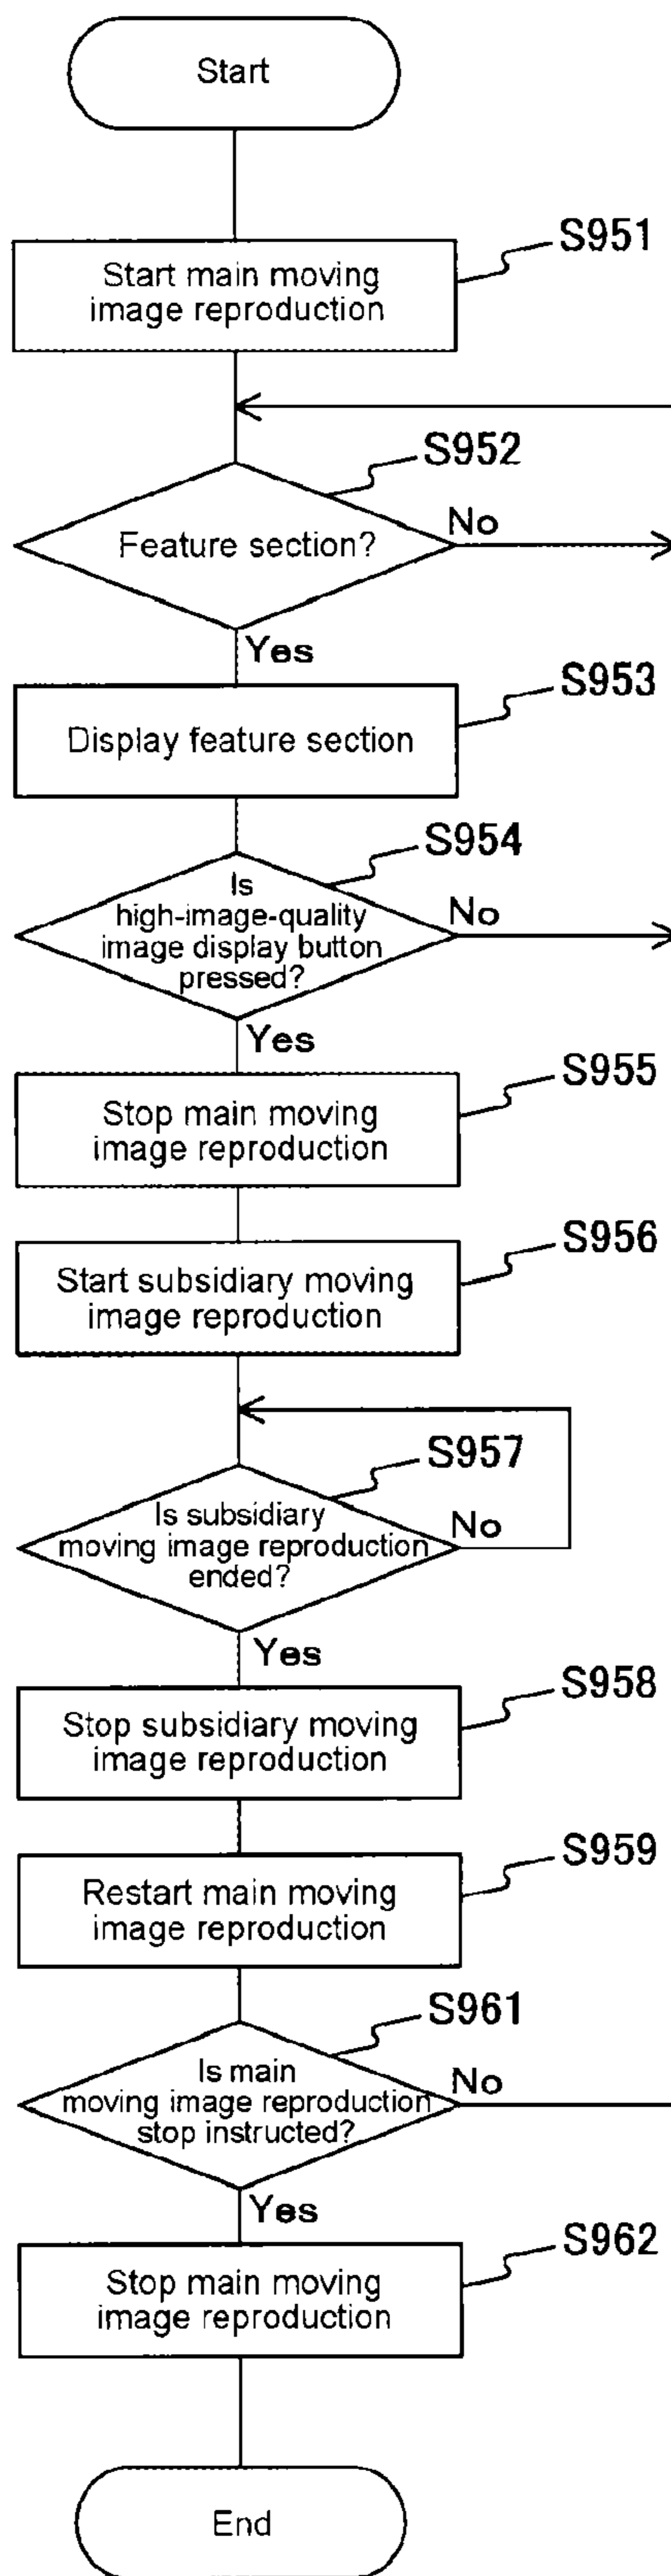 Start
S951
Start main moving
image reproduction
S952
Feature section?
No
Yes
S953
Display feature section
S954
Is
high-image-quality
image display button
pressed?
No
Yes
S955
Stop main moving
image reproduction
S956
Start subsidiary moving
image reproduction
S957
Is subsidiary
moving image reproduction
ended?
No
Yes
S958
Stop subsidiary moving
image reproduction
S959
Restart main moving
image reproduction
S961
Is main
moving image reproduction
stop instructed?
No
Yes
S962
Stop main moving
image reproduction
End